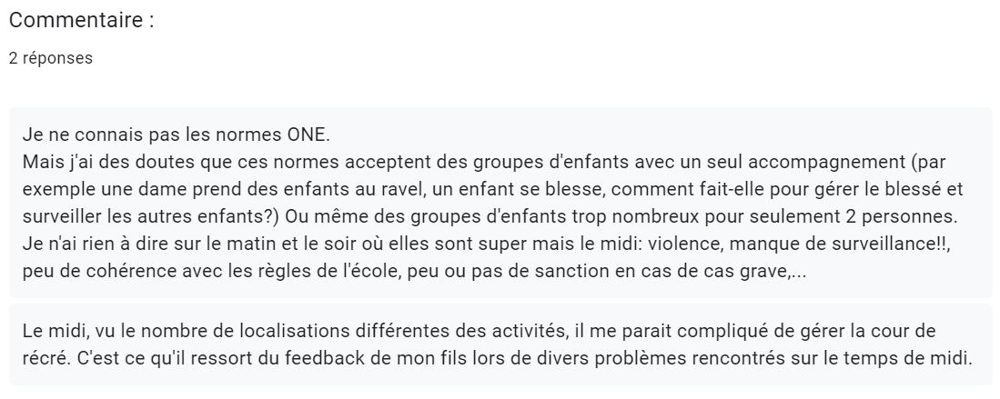 Commentaire :
2 réponses
Je ne connais pas les normes ONE.
Mais j'ai des doutes que ces normes acceptent des groupes d'enfants avec un seul accompagnement (par
exemple une dame prend des enfants au ravel, un enfant se blesse, comment fait-elle pour gérer le blessé et
surveiller les autres enfants?) Ou même des groupes d'enfants trop nombreux pour seulement 2 personnes.
Je n'ai rien à dire sur le matin et le soir où elles sont super mais le midi: violence, manque de surveillance!!,
peu de cohérence avec les règles de l'école, peu ou pas de sanction en cas de cas grave,...
Le midi, vu le nombre de localisations différentes des activités, il me parait compliqué de gérer la cour de
récré. C'est ce qu'il ressort du feedback de mon fils lors de divers problèmes rencontrés sur le temps de midi.